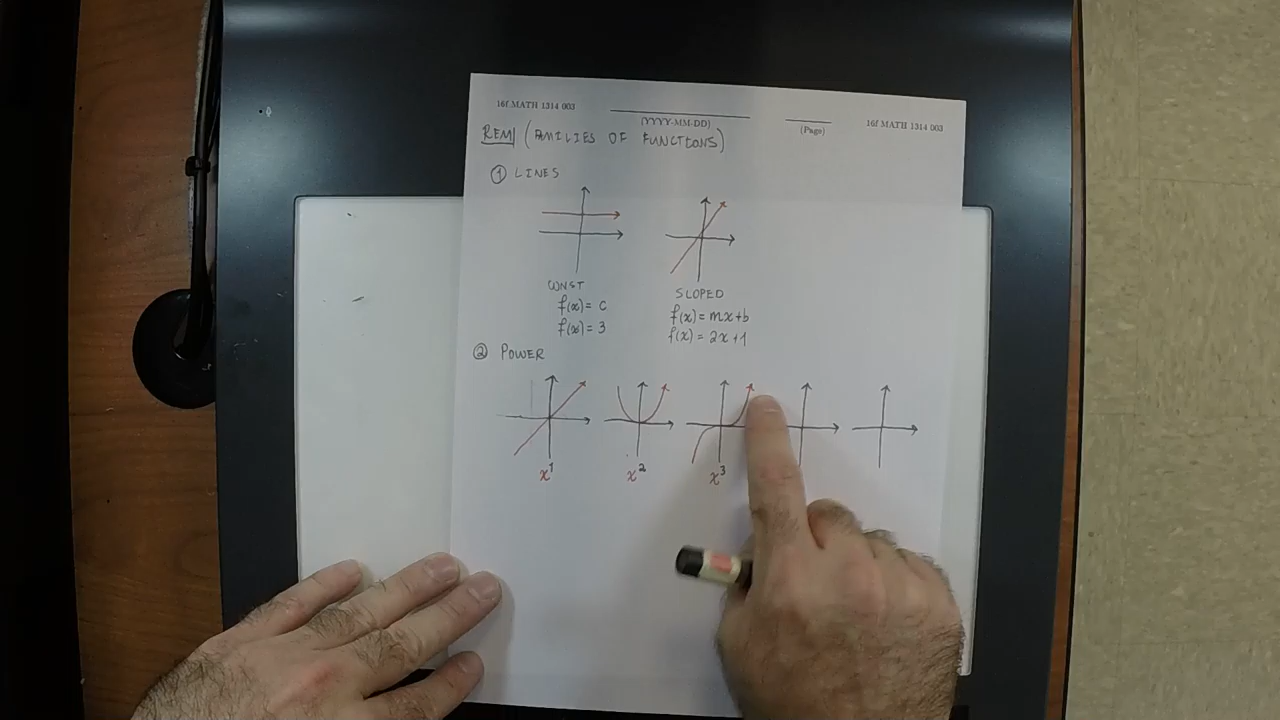 16f MATH 1314 003 (YYYY-MM-DD) (Page) 16f MATH 1314 003
REM (FAMILIES OF FUNCTIONS)
① LINES
CONST SLOPED
f(x) = c f(x) = mx+b
f(x) = 3 f(x) = 2x+1
② POWER
x¹ x² x³